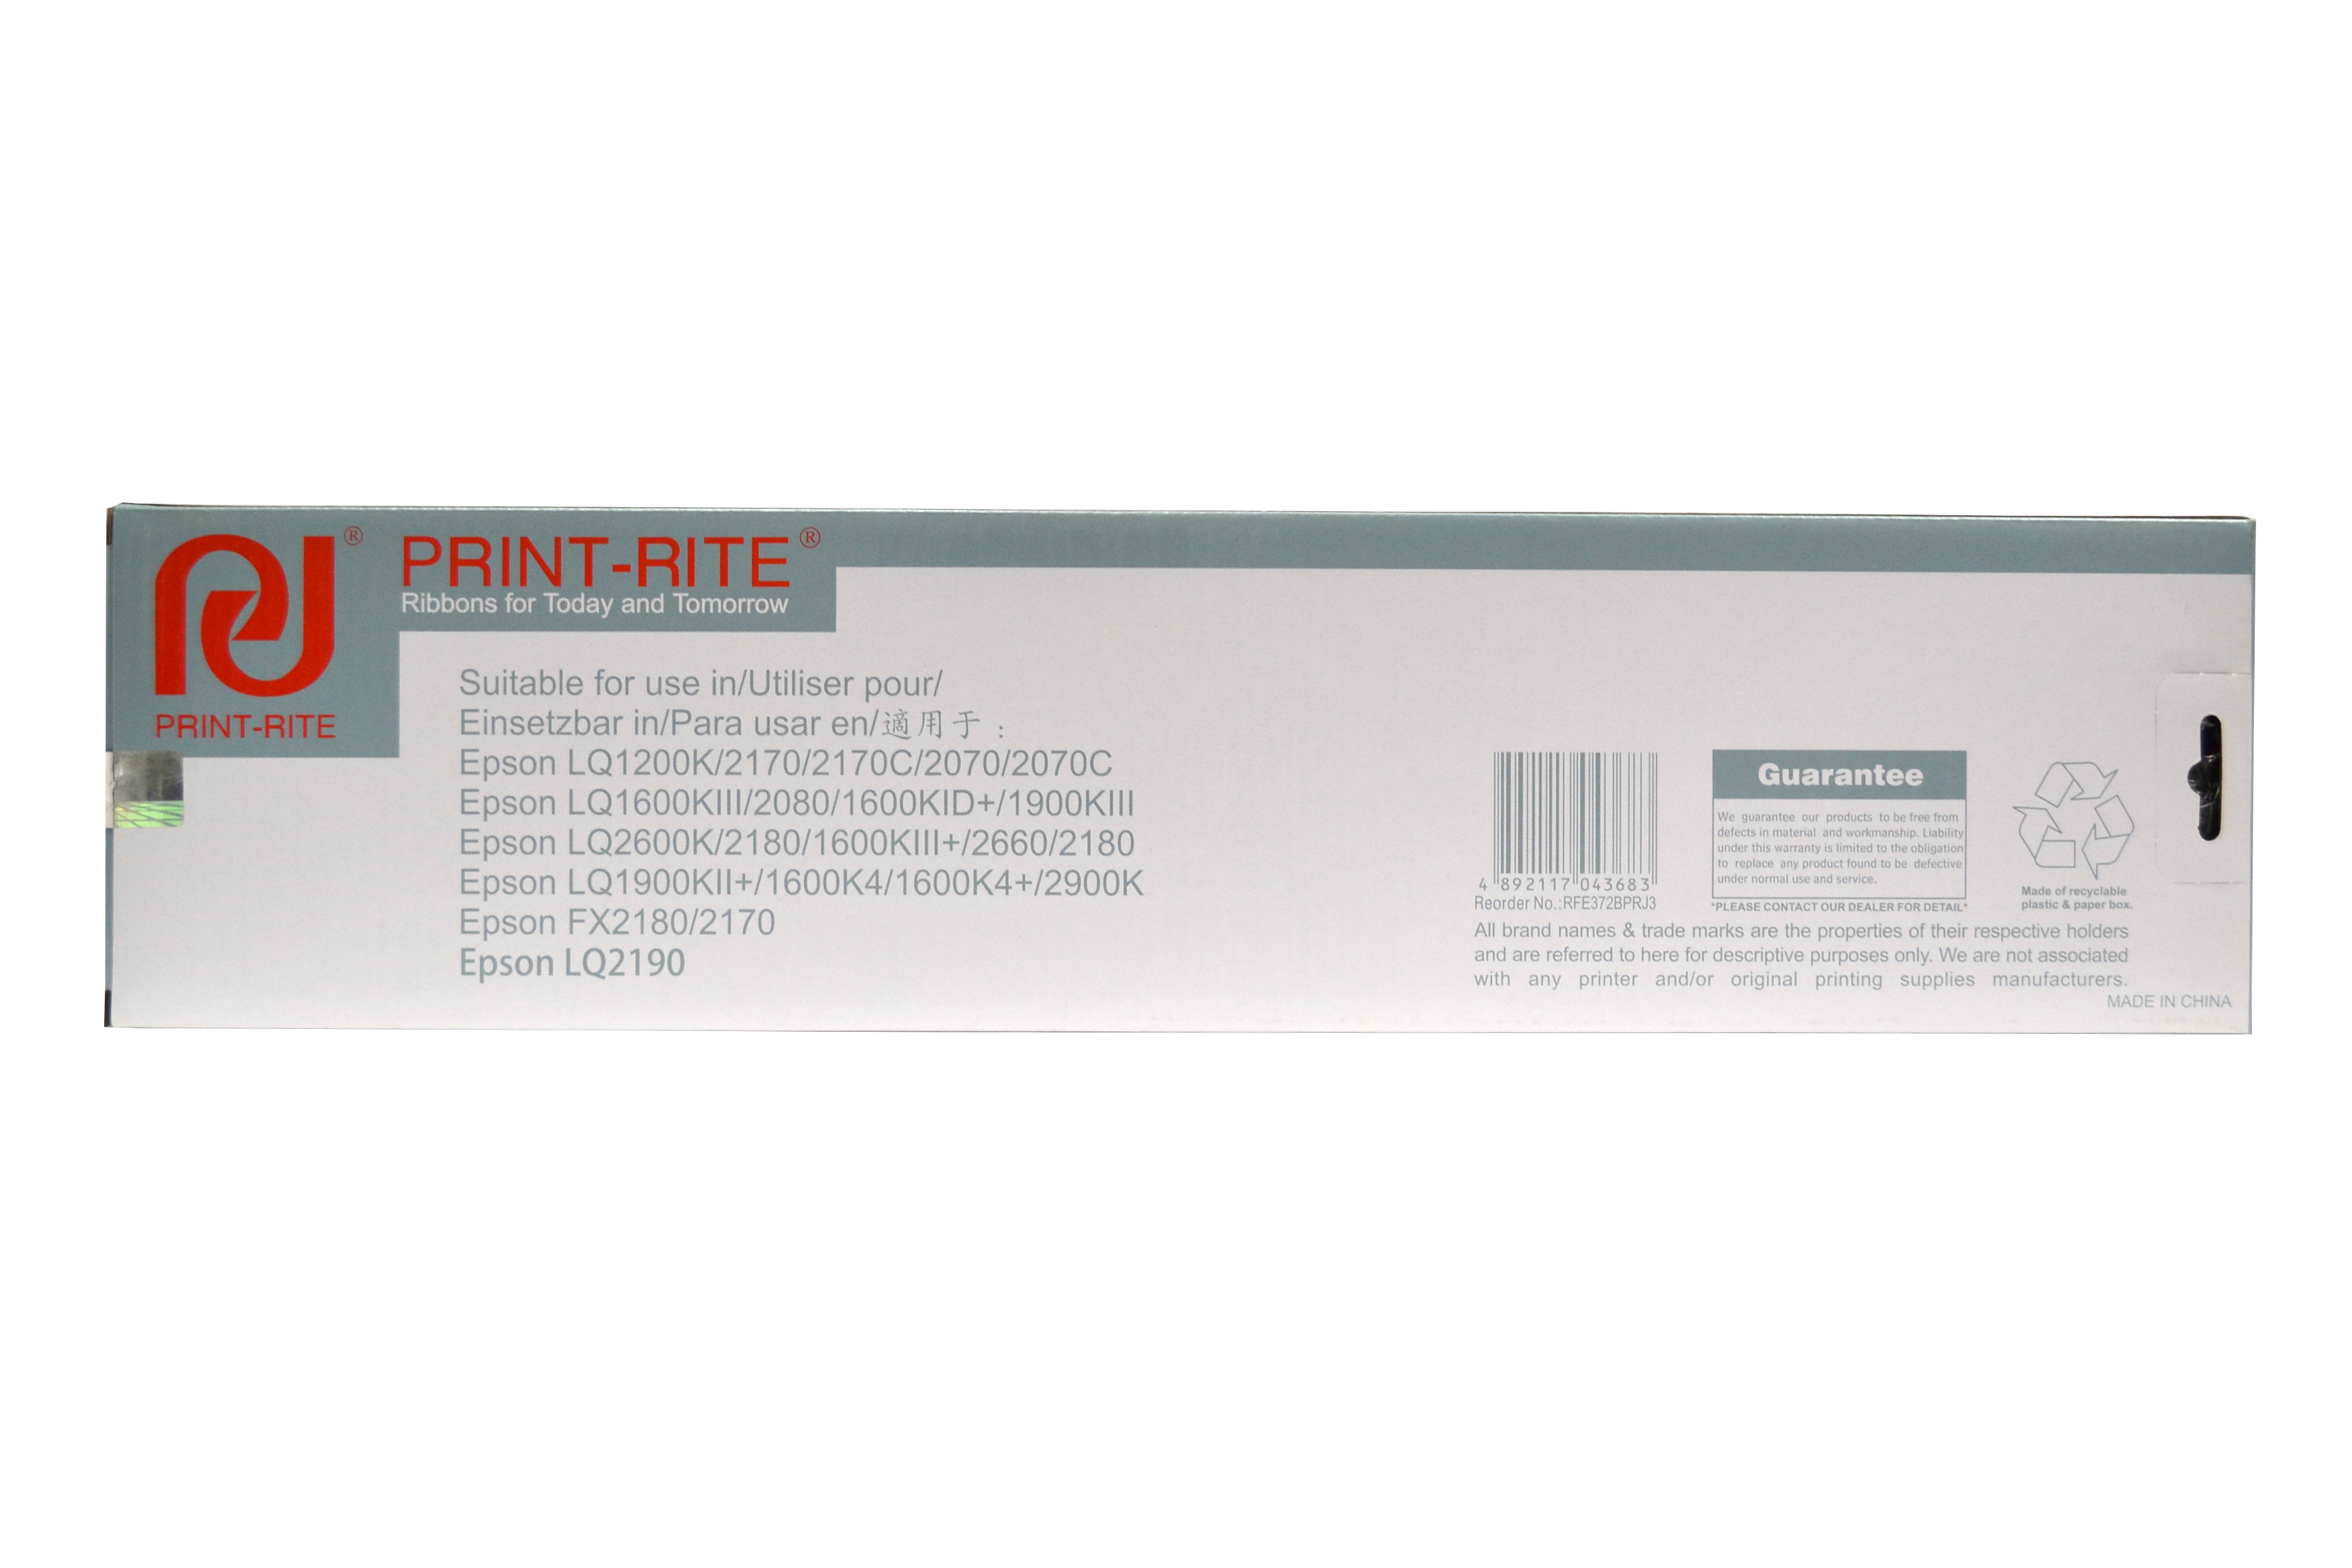 ®
PRINT-RITE®
Ribbons for Today and Tomorrow
PRINT-RITE
Suitable for use in/Utiliser pour/
Einsetzbar in/Para usar en/適用于：
Epson LQ1200K/2170/2170C/2070/2070C
Epson LQ1600KIII/2080/1600KID+/1900KIII
Epson LQ2600K/2180/1600KIII+/2660/2180
Epson LQ1900KII+/1600K4/1600K4+/2900K
Epson FX2180/2170
Epson LQ2190
4 892117 043683
Reorder No.:RFE372BPRJ3
Guarantee
We guarantee our products to be free from
defects in material and workmanship. Liability
under this warranty is limited to the obligation
to replace any product found to be defective
under normal use and service.
*PLEASE CONTACT OUR DEALER FOR DETAIL*
Made of recyclable
plastic & paper box.
All brand names & trade marks are the properties of their respective holders
and are referred to here for descriptive purposes only. We are not associated
with any printer and/or original printing supplies manufacturers.
MADE IN CHINA